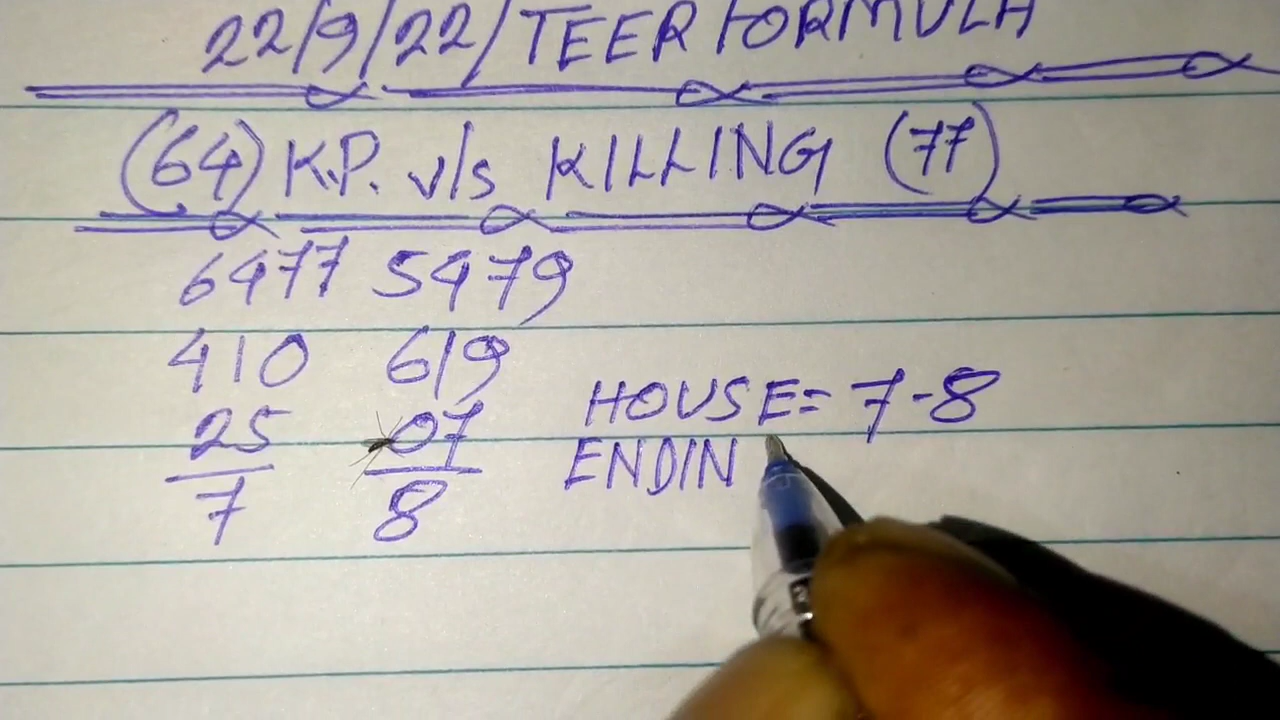 22/9/22/TEER FORMULA
(64) K.P. v/s KILLING (77)
6477 5479
410 619
25 07
7 8
HOUSE= 7-8
ENDIN